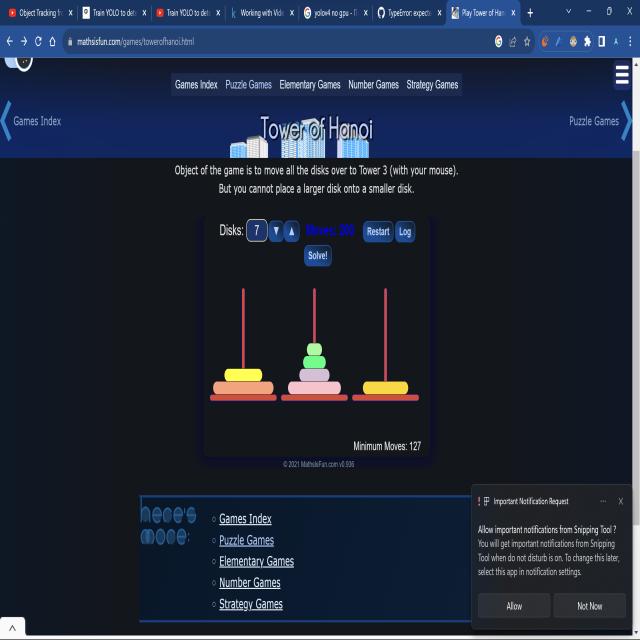 Object Tracking fr
Train YOLO to dete
Train YOLO to dete
Working with Vide
yolov4 no gpu - П
TypeError: expecte
Play Tower of Han
mathsisfun.com/games/towerofhanoi.html
Games Index Puzzle Games Elementary Games Number Games Strategy Games
Games Index
Tower of Hanoi
Puzzle Games
Object of the game is to move all the disks over to Tower 3 (with your mouse).
But you cannot place a larger disk onto a smaller disk.
Disks: 7 ▼ ▲ Moves: 200 Restart Log
Solve!
Minimum Moves: 127
© 2021 MathsIsFun.com v0.936
○ Games Index
○ Puzzle Games
○ Elementary Games
○ Number Games
○ Strategy Games
Important Notification Request
Allow important notifications from Snipping Tool ?
You will get important notifications from Snipping
Tool when do not disturb is on. To change this later,
select this app in notification settings.
Allow Not Now